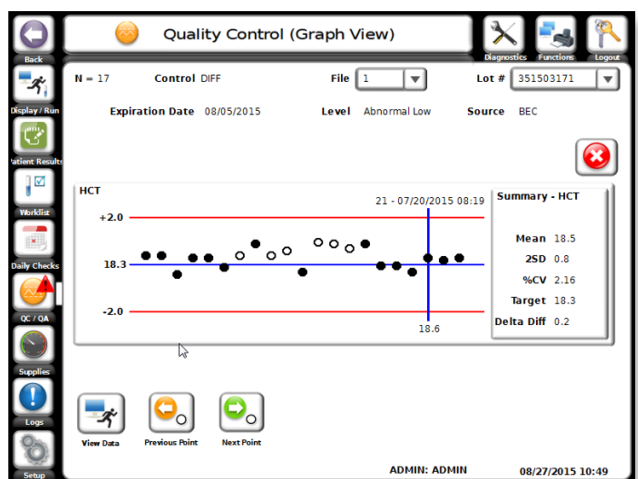 Quality Control (Graph View)
Back
Diagnostics
Functions
Logout
N = 17 Control DIFF File 1 Lot # 351503171
Display / Run
Expiration Date 08/05/2015 Level Abnormal Low Source BEC
Patient Results
HCT
21 - 07/20/2015 08:19
Summary - HCT
Worklist
+2.0
Mean 18.5
Daily Checks
18.3
2SD 0.8
%CV 2.16
Target 18.3
QC / QA
-2.0
Delta Diff 0.2
18.6
Supplies
Logs
View Data
Previous Point
Next Point
Setup
ADMIN: ADMIN
08/27/2015 10:49